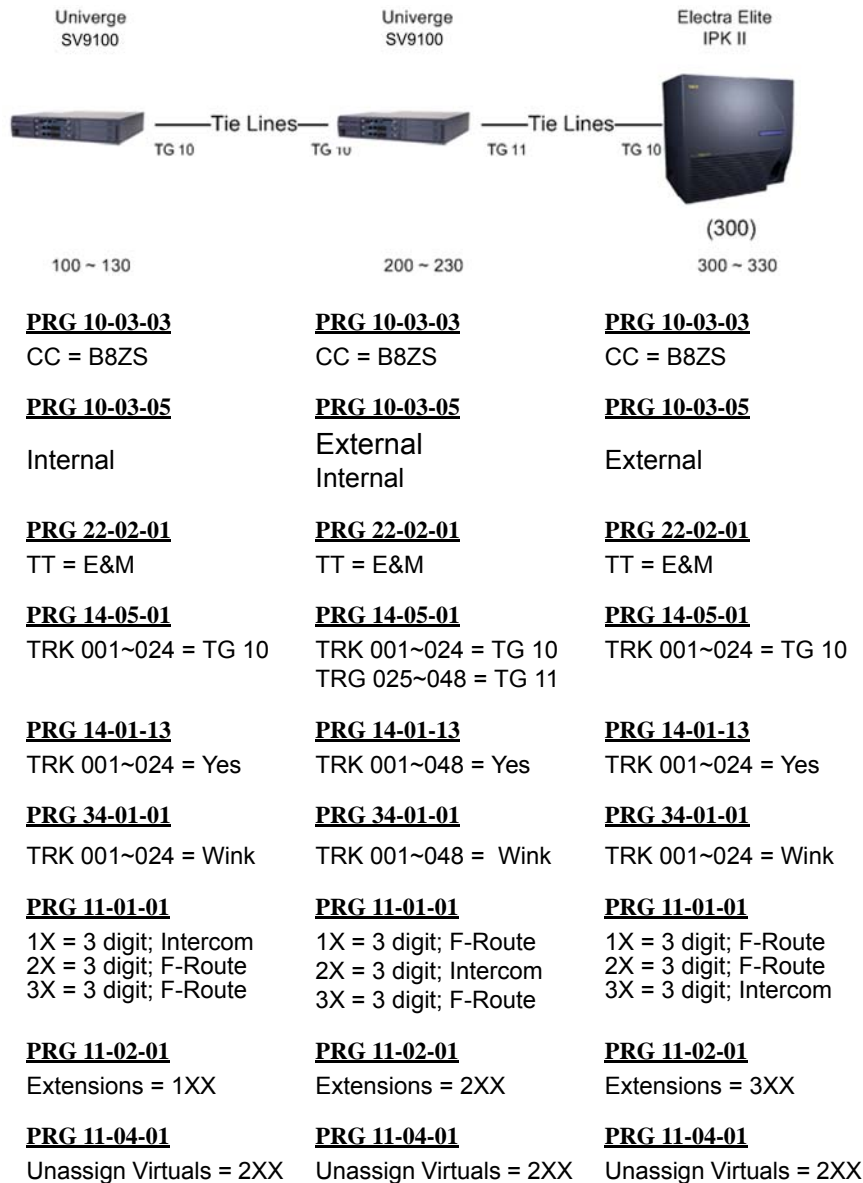 Univerge
SV9100
Univerge
SV9100
Electra Elite
IPK II
Tie Lines
Tie Lines
TG 10
TG 10
TG 11
TG 10
(300)
100 ~ 130
200 ~ 230
300 ~ 330
PRG 10-03-03
PRG 10-03-03
PRG 10-03-03
CC = B8ZS
CC = B8ZS
CC = B8ZS
PRG 10-03-05
PRG 10-03-05
PRG 10-03-05
Internal
External
Internal
External
PRG 22-02-01
PRG 22-02-01
PRG 22-02-01
TT = E&M
TT = E&M
TT = E&M
PRG 14-05-01
PRG 14-05-01
PRG 14-05-01
TRK 001~024 = TG 10
TRK 001~024 = TG 10
TRG 025~048 = TG 11
TRK 001~024 = TG 10
PRG 14-01-13
PRG 14-01-13
PRG 14-01-13
TRK 001~024 = Yes
TRK 001~048 = Yes
TRK 001~024 = Yes
PRG 34-01-01
PRG 34-01-01
PRG 34-01-01
TRK 001~024 = Wink
TRK 001~048 = Wink
TRK 001~024 = Wink
PRG 11-01-01
PRG 11-01-01
PRG 11-01-01
1X = 3 digit; Intercom
2X = 3 digit; F-Route
3X = 3 digit; F-Route
1X = 3 digit; F-Route
2X = 3 digit; Intercom
3X = 3 digit; F-Route
1X = 3 digit; F-Route
2X = 3 digit; F-Route
3X = 3 digit; Intercom
PRG 11-02-01
PRG 11-02-01
PRG 11-02-01
Extensions = 1XX
Extensions = 2XX
Extensions = 3XX
PRG 11-04-01
PRG 11-04-01
PRG 11-04-01
Unassign Virtuals = 2XX
Unassign Virtuals = 2XX
Unassign Virtuals = 2XX